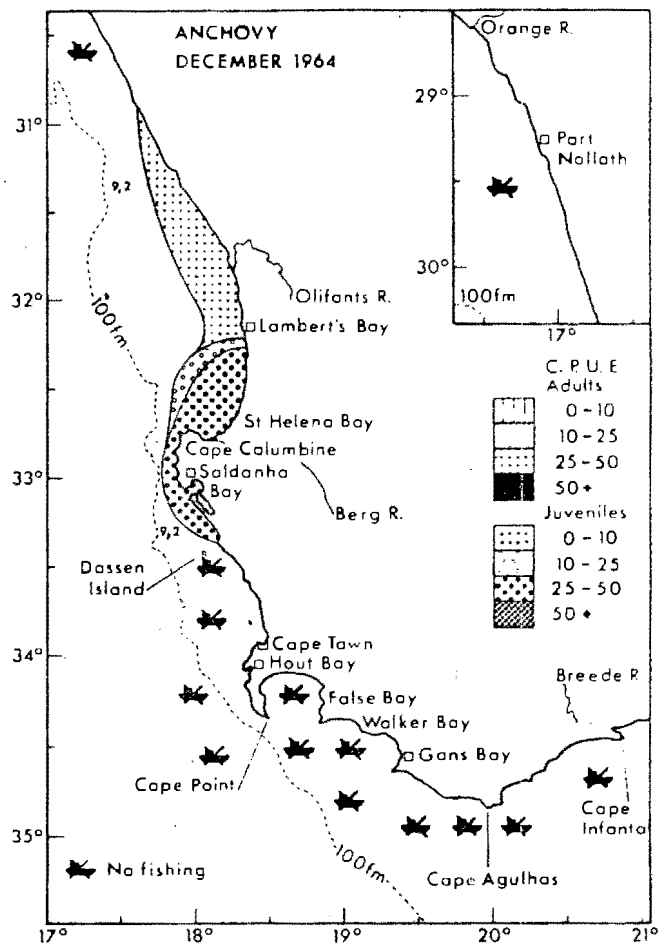 ANCHOVY
DECEMBER 1964
Orange R.
29°
Port
Nollath
30°
100fm
17°
31°
9,2
100fm
Olifants R.
32°
Lambert's Bay
C. P. U. E
Adults
0-10
10-25
25-50
50+
Juveniles
0-10
10-25
25-50
50+
St Helena Bay
Cape Columbine
Saldanha
Bay
33°
Berg R.
9,2
Dassen
Island
34°
Cape Town
Hout Bay
Breede R
False Bay
Walker Bay
Gans Bay
Cape Point
Cape
Infanta
35°
No fishing
100fm
Cape Agulhas
17°
18°
19°
20°
21°